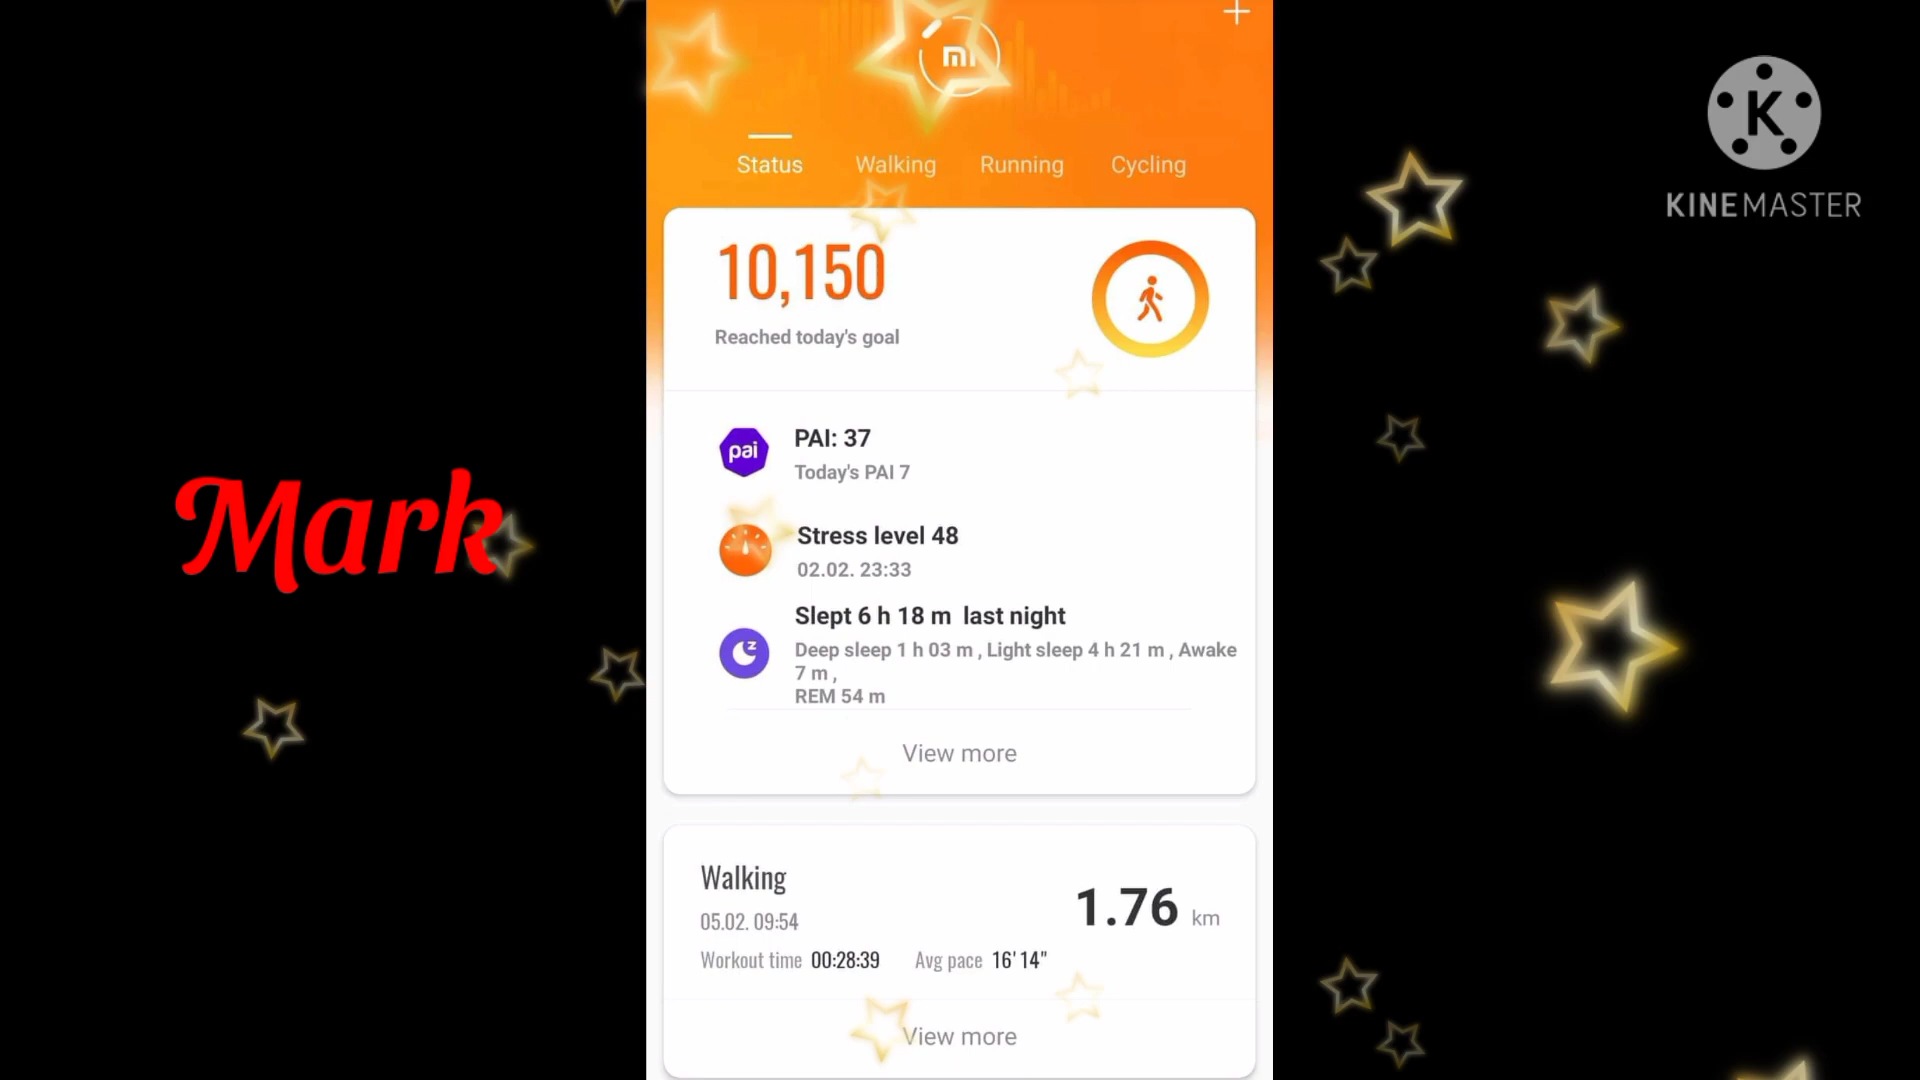 mi
Status Walking Running Cycling
KINEMASTER
10,150
Reached today's goal
pai
PAI: 37
Today's PAI 7
Mark
Stress level 48
02.02. 23:33
Slept 6 h 18 m last night
Deep sleep 1 h 03 m , Light sleep 4 h 21 m , Awake
7 m ,
REM 54 m
View more
Walking
05.02. 09:54
1.76 km
Workout time 00:28:39 Avg pace 16'14"
View more